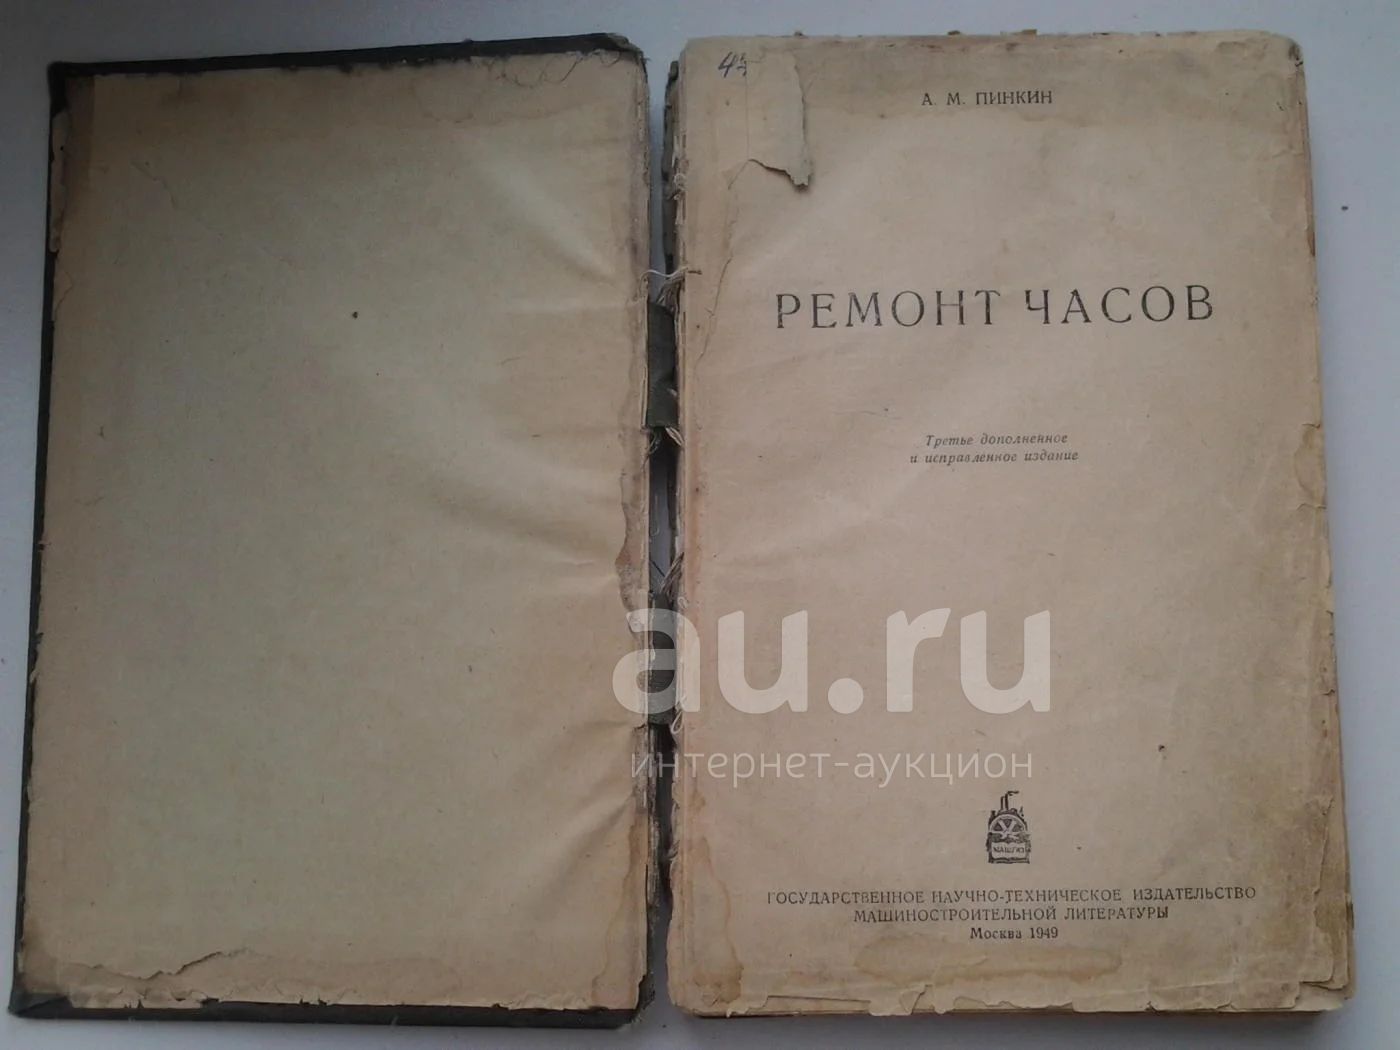 А. М. ПИНКИН
РЕМОНТ ЧАСОВ
Третье дополненное
и исправленное издание
au.ru
интернет-аукцион
МАШГИЗ
ГОСУДАРСТВЕННОЕ НАУЧНО-ТЕХНИЧЕСКОЕ ИЗДАТЕЛЬСТВО
МАШИНОСТРОИТЕЛЬНОЙ ЛИТЕРАТУРЫ
Москва 1949